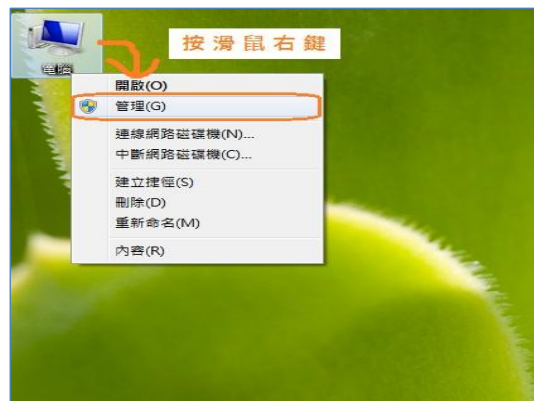 按滑鼠右鍵
電腦
開啟(O)
管理(G)
連線網路磁碟機(N)...
中斷網路磁碟機(C)...
建立捷徑(S)
刪除(D)
重新命名(M)
內容(R)